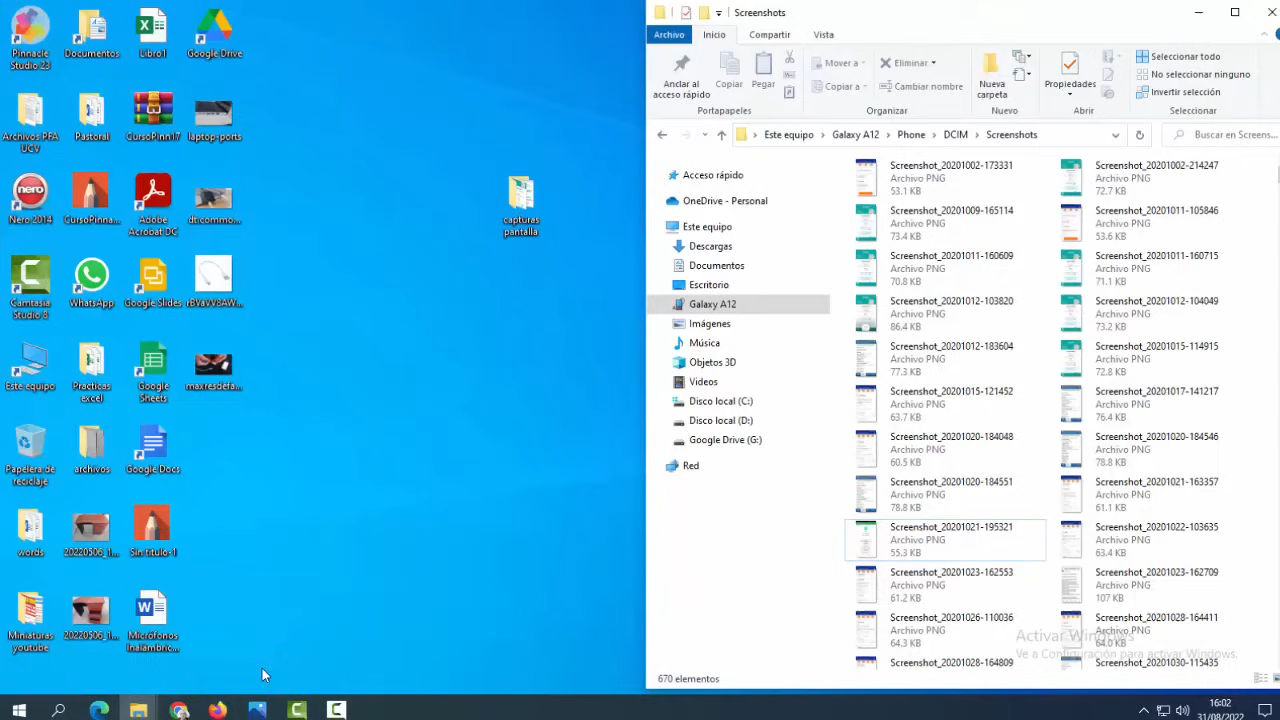 Pinnacle
Studio 23
Documentos
Libro1
Google Drive
Archivos PFA
UCV
Pastoral
CursoPinn17
laptop-ports
Nero 2014
CursoPinna...
Adobe
Acrobat DC
dt.commo...
capturas
pantalla
Camtasia
Studio 8
WhatsApp
Google Slides
rBVaVV8AW...
Este equipo
Practicas
excel
Google
Sheets
maxresdefa...
Papelera de
reciclaje
archivos
Google Docs
words
20220506_1...
Sin título-1
Miniaturas
youtube
20220506_1...
Micrófonos
Inalambric...
Screenshots
Archivo
Inicio
Compartir
Vista
Anclar al
acceso rápido
Copiar
Pegar
Portapapeles
Mover a
Copiar a
Eliminar
Cambiar nombre
Organizar
Nueva
carpeta
Nuevo
Propiedades
Abrir
Seleccionar todo
No seleccionar ninguno
Invertir selección
Seleccionar
Este equipo
Galaxy A12
Phone
DCIM
Screenshots
Buscar en Screens...
Acceso rápido
OneDrive - Personal
Este equipo
Descargas
Documentos
Escritorio
Galaxy A12
Imágenes
Música
Objetos 3D
Videos
Disco local (C:)
Disco local (D:)
Google Drive (G:)
Red
Screenshot_20201002-173331
Archivo PNG
53.1 KB
Screenshot_20201002-214247
Archivo PNG
72.7 KB
Screenshot_20201009-165114
Archivo PNG
73.4 KB
Screenshot_20201011-105846
Archivo PNG
53.6 KB
Screenshot_20201011-160609
Archivo PNG
70.8 KB
Screenshot_20201011-160715
Archivo PNG
71.1 KB
Screenshot_20201012-103820
Archivo PNG
86.4 KB
Screenshot_20201012-104049
Archivo PNG
73.2 KB
Screenshot_20201012-183604
Archivo PNG
77.3 KB
Screenshot_20201015-114915
Archivo PNG
72.8 KB
Screenshot_20201015-121452
Archivo PNG
63.7 KB
Screenshot_20201017-141217
Archivo PNG
76.4 KB
Screenshot_20201020-184048
Archivo PNG
60.5 KB
Screenshot_20201020-184318
Archivo PNG
78.8 KB
Screenshot_20201020-184551
Archivo PNG
78.8 KB
Screenshot_20201021-163357
Archivo PNG
61.1 KB
Screenshot_20201021-195321
Archivo PNG
55.3 KB
Screenshot_20201022-103635
Archivo PNG
63.4 KB
Screenshot_20201023-162553
Archivo PNG
61.2 KB
Screenshot_20201023-162709
Archivo PNG
107 KB
Screenshot_20201026-110036
Archivo PNG
64.3 KB
Screenshot_20201028-164411
Archivo PNG
64.0 KB
Screenshot_20201028-164809
Screenshot_20201030-115435
Activar Windows
Ve a Configuración para activar Windows.
670 elementos
16:02
31/08/2022